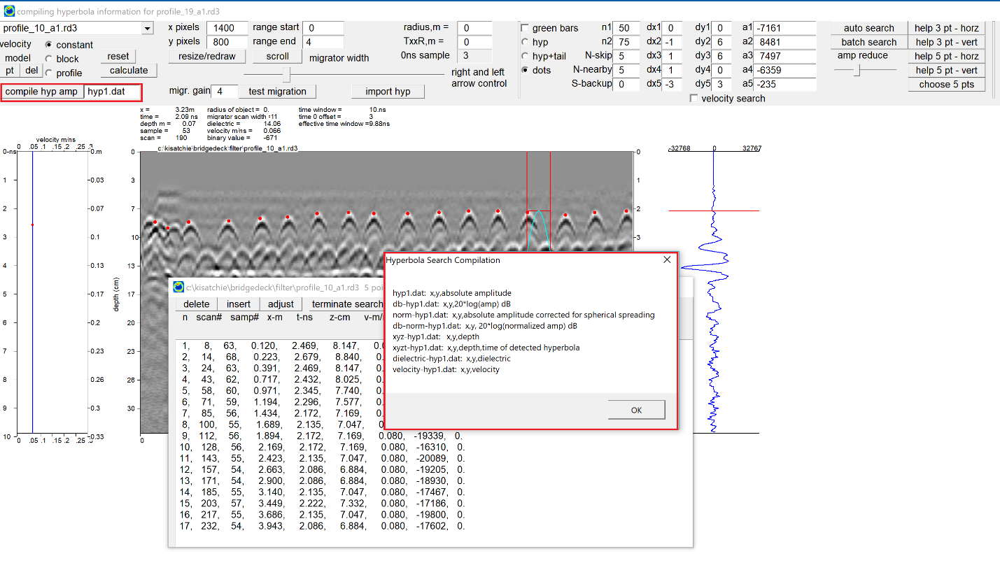 compiling hyperbola information for profile_19_a1.rd3
profile_10_a1.rd3
x pixels 1400 range start 0 radius,m = 0
green bars n1 50 dx1 0 dy1 0 a1 -7161 auto search help 3 pt - horz
velocity constant y pixels 800 range end 4 TxxR,m = 0
hyp n2 75 dx2 -1 dy2 6 a2 8481 batch search help 3 pt - vert
model block reset resize/redraw scroll migrator width 0ns sample 3
hyp+tail N-skip 5 dx3 1 dy3 6 a3 7497 amp reduce help 5 pt - horz
pt del profile calculate right and left arrow control
dots N-nearby 5 dx4 1 dy4 0 a4 -6359 help 5 pt - vert
S-backup 0 dx5 -3 dy5 3 a5 -235 choose 5 pts
compile hyp amp hyp1.dat migr. gain 4 test migration import hyp
velocity search
x = 3.23m radius of object = 0. time window = 10.ns
time = 2.09 ns migrator scan width =11 time 0 offset = 3
depth m = 0.07 dielectric = 14.06 effective time window =9.88ns
sample = 53 velocity m/ns = 0.066
scan = 190 binary value = -671
velocity m/ns
0 .05 .1 .15 .2 .25 .3
c:\kisatchie\bridgedeck\filter\profile_10_a1.rd3
-32768 0 32767
0-ns 0.m 0 0
1 0.03 3 1
2 0.07 7 2
3 0.1 10 3
4 0.13 13
5 0.17 17
6 0.2 20
7 0.22 23
8 0.26 26
9 0.3 30
10 0.33
0 .05 .1 .15 .2 .25 .3
depth (cm)
0
c:\kisatchie\bridgedeck\filter\profile_10_a1.rd3 5 poi
delete insert adjust terminate search
n scan# samp# x-m t-ns z-cm v-m/
1, 8, 63, 0.120, 2.469, 8.147, 0.
2, 14, 68, 0.223, 2.679, 8.840, 0.
3, 24, 63, 0.391, 2.469, 8.147, 0.
4, 43, 62, 0.717, 2.432, 8.025, 0.
5, 58, 60, 0.971, 2.345, 7.740, 0.
6, 71, 59, 1.194, 2.296, 7.577, 0.
7, 85, 56, 1.434, 2.172, 7.169, 0.
8, 100, 55, 1.689, 2.135, 7.047, 0.
9, 112, 56, 1.894, 2.172, 7.169, 0.080, -19339, 0.
10, 128, 56, 2.169, 2.172, 7.169, 0.080, -16310, 0.
11, 143, 55, 2.423, 2.135, 7.047, 0.080, -20089, 0.
12, 157, 54, 2.663, 2.086, 6.884, 0.080, -19205, 0.
13, 171, 54, 2.900, 2.086, 6.884, 0.080, -18930, 0.
14, 185, 55, 3.140, 2.135, 7.047, 0.080, -17467, 0.
15, 203, 57, 3.449, 2.222, 7.332, 0.080, -17186, 0.
16, 217, 55, 3.686, 2.135, 7.047, 0.080, -19800, 0.
17, 232, 54, 3.943, 2.086, 6.884, 0.080, -17602, 0.
Hyperbola Search Compilation
hyp1.dat: x,y,absolute amplitude
db-hyp1.dat: x,y,20*log(amp) dB
norm-hyp1.dat: x,y,absolute amplitude corrected for spherical spreading
db-norm-hyp1.dat: x,y, 20*log(normalized amp) dB
xyz-hyp1.dat: x,y,depth
xyzt-hyp1.dat: x,y,depth,time of detected hyperbola
dielectric-hyp1.dat: x,y,dielectric
velocity-hyp1.dat: x,y,velocity
OK